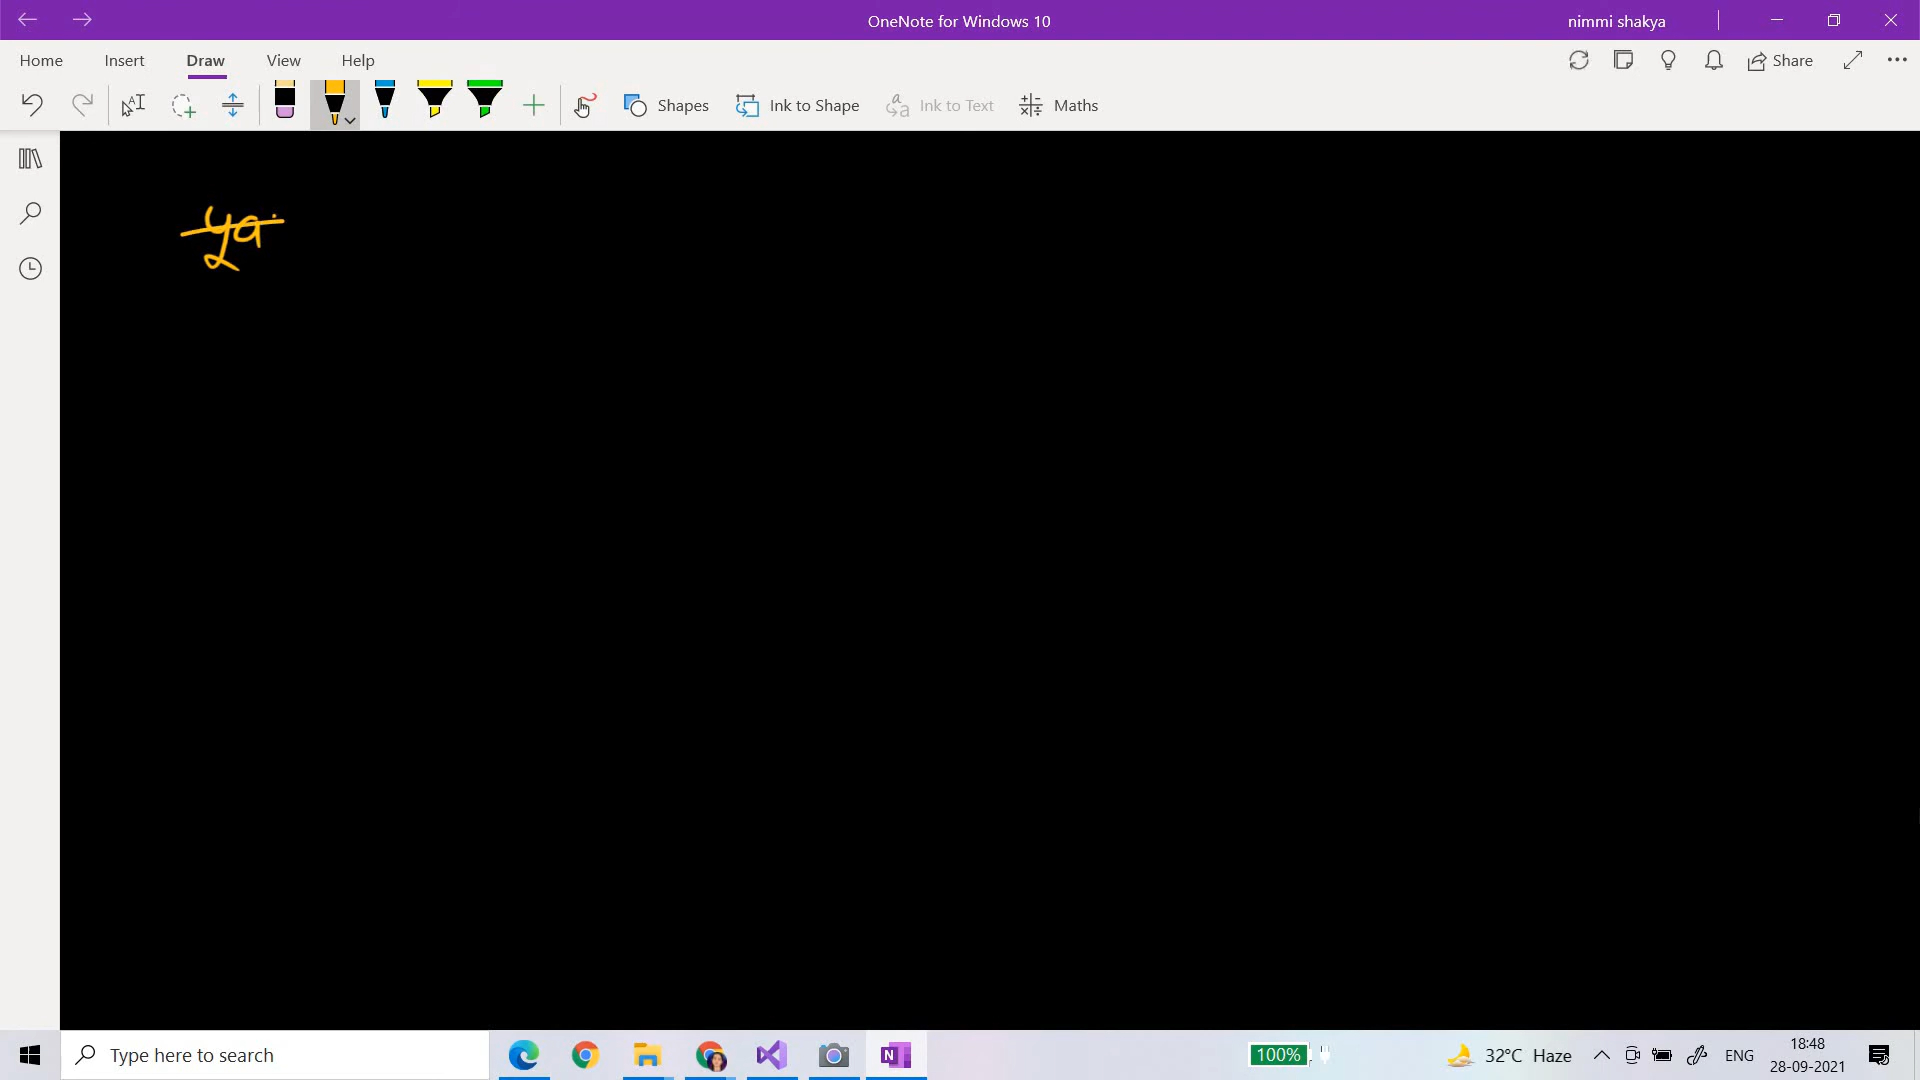 OneNote for Windows 10
nimmi shakya
Home Insert Draw View Help
Share
Shapes Ink to Shape Ink to Text Maths
ya
Type here to search
100%
32°C Haze
ENG
18:48
28-09-2021